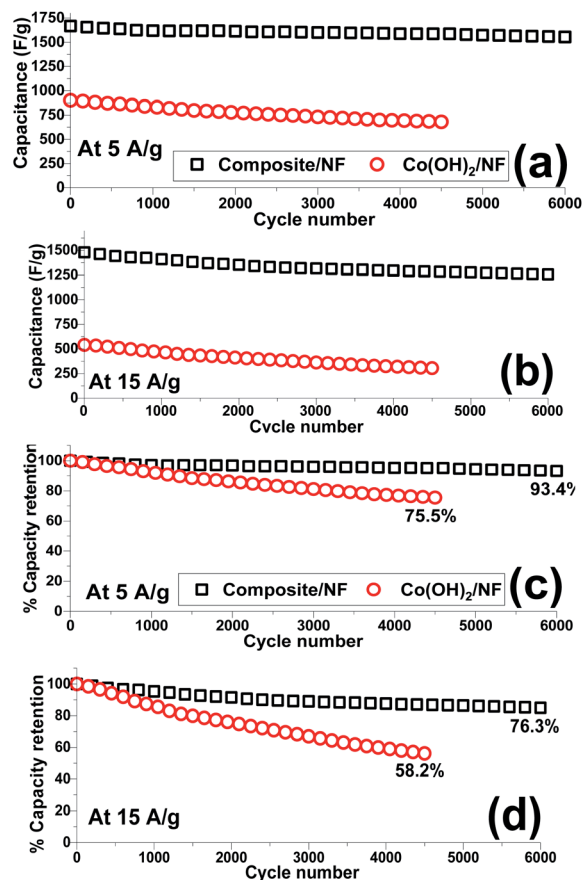 1750
1500
1250
1000
750
500
250
0
Capacitance (F/g)
At 5 A/g
Composite/NF
Co(OH)2/NF
(a)
0 1000 2000 3000 4000 5000 6000
Cycle number
1500
1250
1000
750
500
250
0
Capacitance (F/g)
At 15 A/g
(b)
0 1000 2000 3000 4000 5000 6000
Cycle number
100
80
60
40
20
0
% Capacity retention
93.4%
75.5%
At 5 A/g
Composite/NF
Co(OH)2/NF
(c)
0 1000 2000 3000 4000 5000 6000
Cycle number
100
80
60
40
20
0
% Capacity retention
76.3%
58.2%
At 15 A/g
(d)
0 1000 2000 3000 4000 5000 6000
Cycle number